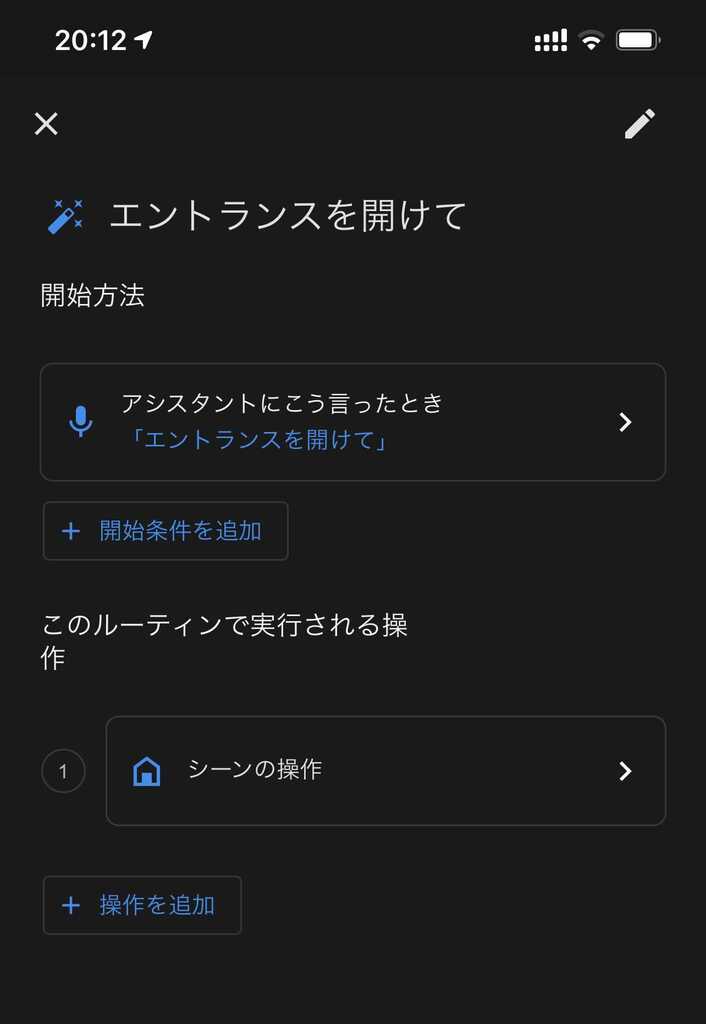 20:12
エントランスを開けて
開始方法
アシスタントにこう言ったとき
「エントランスを開けて」
+ 開始条件を追加
このルーティンで実行される操
作
1
シーンの操作
+ 操作を追加